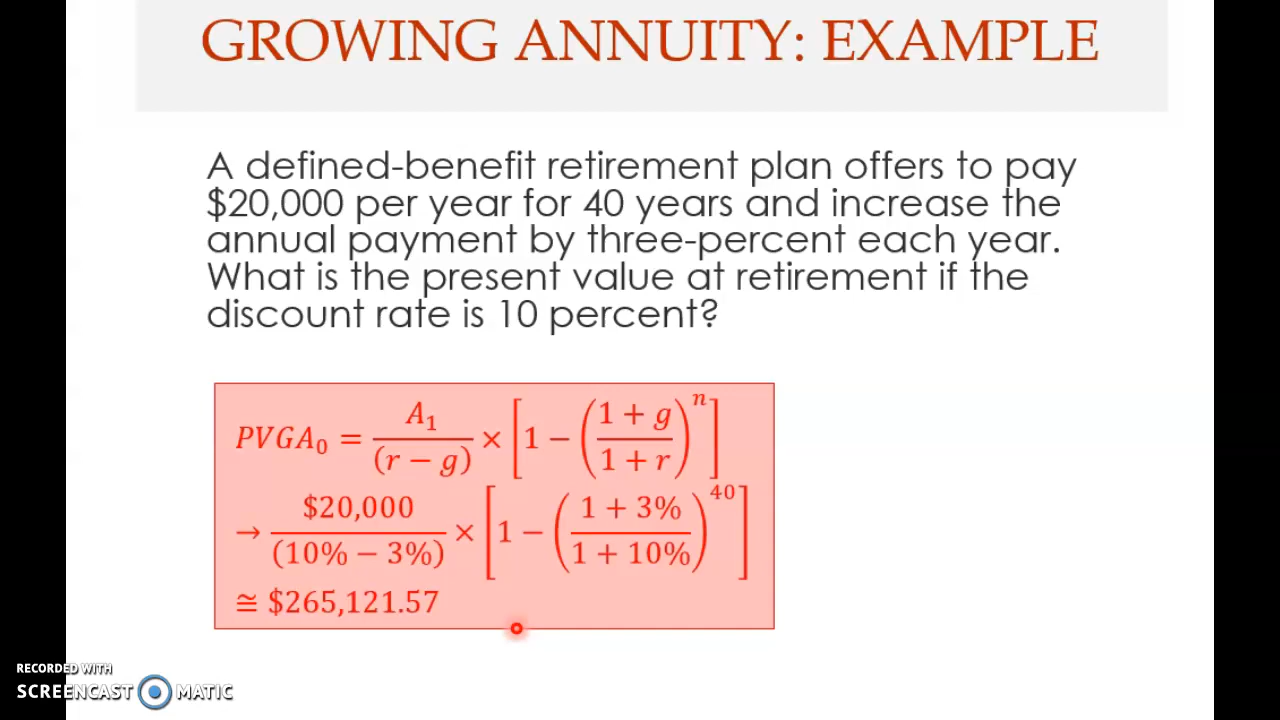 GROWING ANNUITY: EXAMPLE
A defined-benefit retirement plan offers to pay
$20,000 per year for 40 years and increase the
annual payment by three-percent each year.
What is the present value at retirement if the
discount rate is 10 percent?
PVGA₀ = A₁/(r − g) × [1 − ((1 + g)/(1 + r))ⁿ]
→ $20,000/(10% − 3%) × [1 − ((1 + 3%)/(1 + 10%))⁴⁰]
≅ $265,121.57
RECORDED WITH
SCREENCAST MATIC